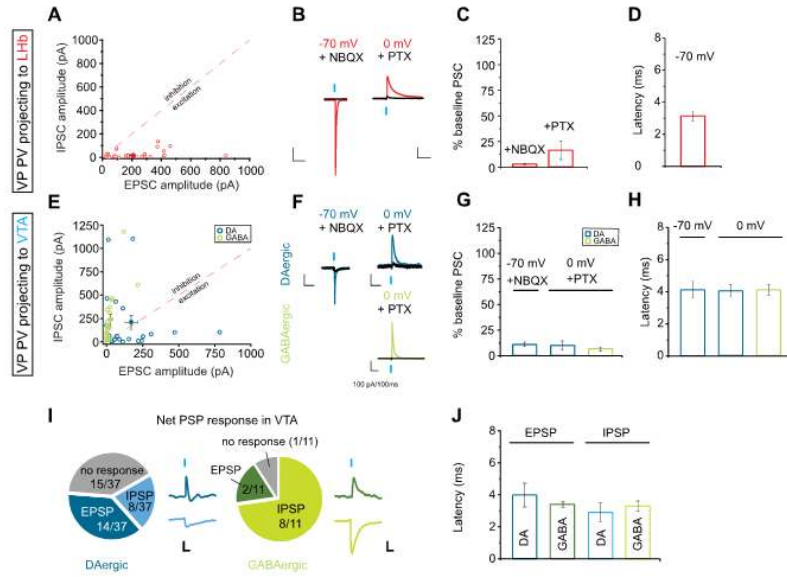 A
B
C
D
VP PV projecting to LHb
IPSC amplitude (pA)
1000
800
600
400
200
0
inhibition
excitation
0 200 400 600 800 1000
EPSC amplitude (pA)
-70 mV
+ NBQX
0 mV
+ PTX
% baseline PSC
125
100
75
50
25
0
+NBQX
+PTX
Latency (ms)
8
6
4
2
0
-70 mV
E
F
G
H
VP PV projecting to VTA
IPSC amplitude (pA)
1250
1000
750
500
250
0
DA
GABA
inhibition
excitation
0 250 500 750 1000
EPSC amplitude (pA)
DAergic
GABAergic
-70 mV
+ NBQX
0 mV
+ PTX
0 mV
+ PTX
100 pA/100ms
% baseline PSC
125
100
75
50
25
0
DA
GABA
-70 mV
+NBQX
0 mV
+PTX
Latency (ms)
8
6
4
2
0
-70 mV
0 mV
I
Net PSP response in VTA
no response
15/37
IPSP
8/37
EPSP
14/37
DAergic
no response (1/11)
EPSP
2/11
IPSP
8/11
GABAergic
J
Latency (ms)
8
6
4
2
0
EPSP
IPSP
DA
GABA
DA
GABA